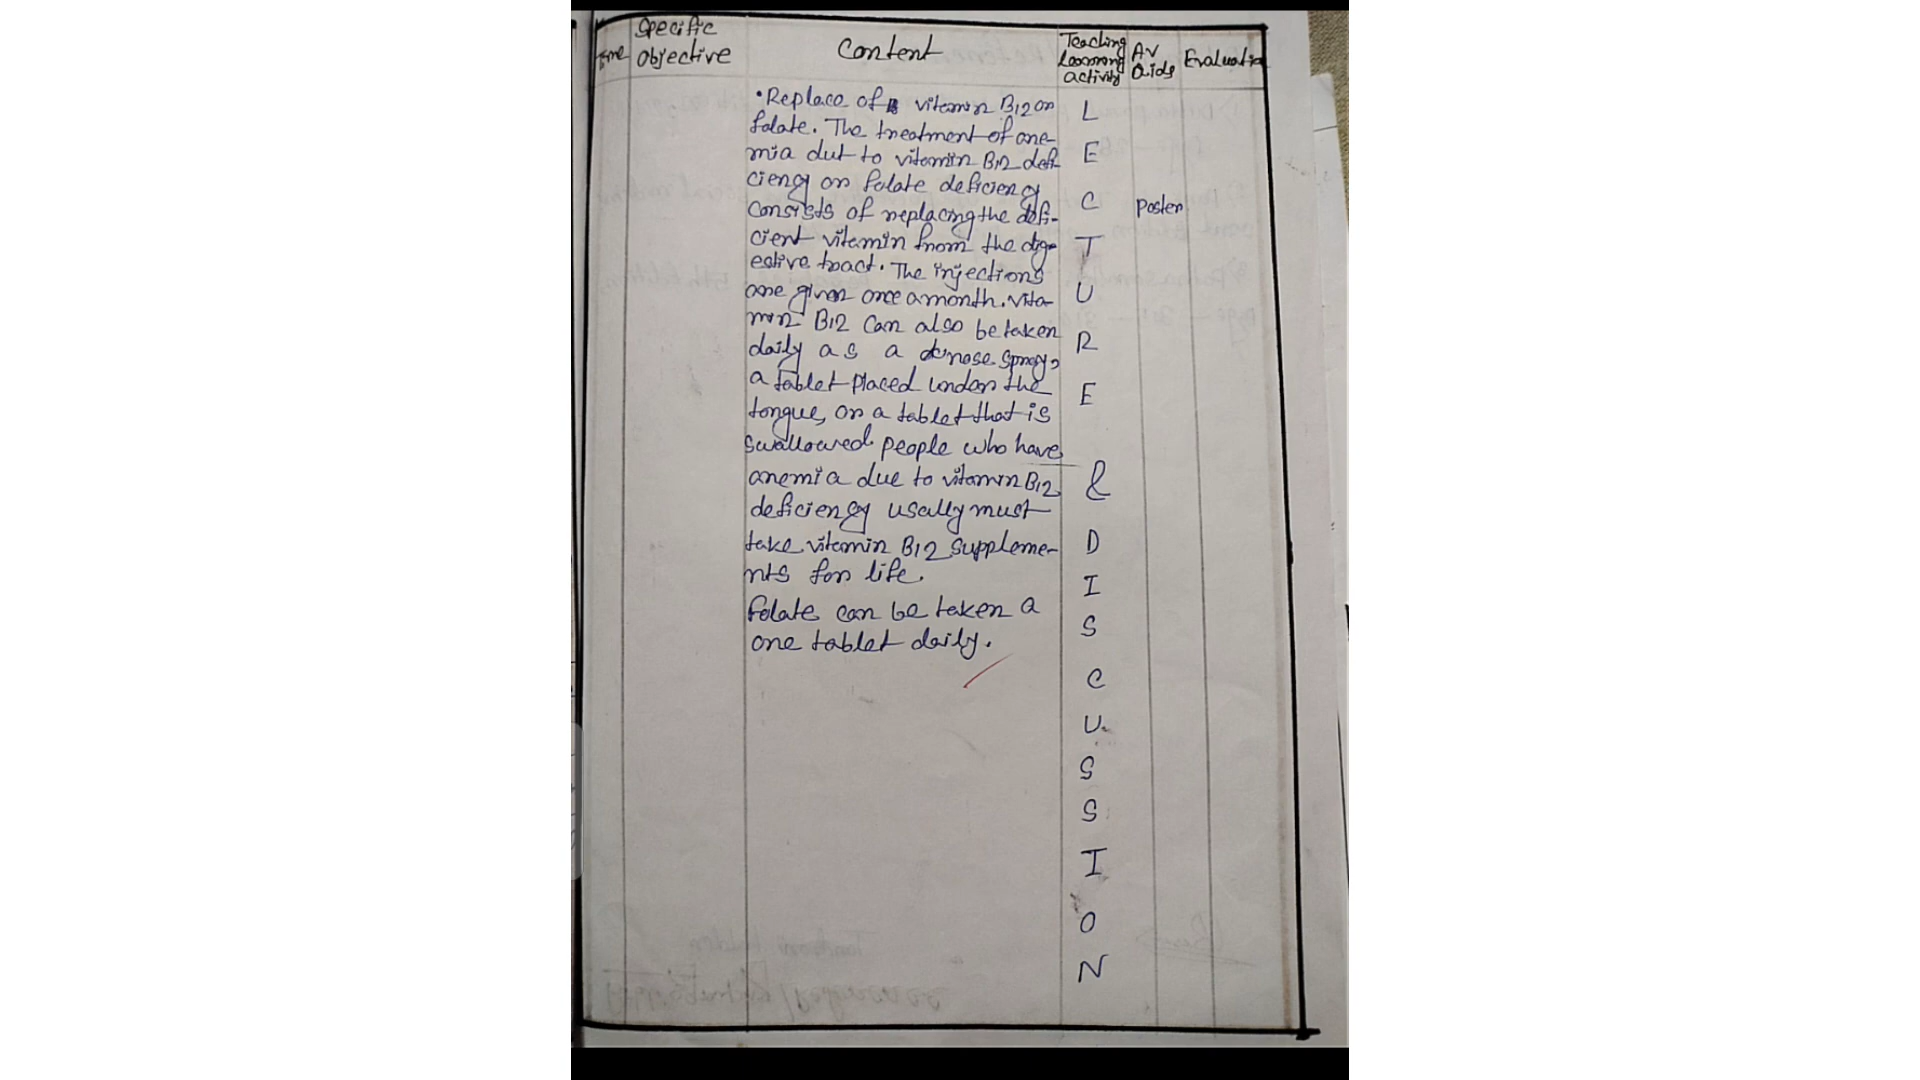 Specific
Time Objective Content Teaching Learning activity AV aids Evaluation
• Replace of vitamin B12 or
folate. The treatment of ane-
mia dut to vitamin B12 defi-
ciency or folate deficiency
consists of replacing the defi-
cient vitamin from the dige-
estive tract. The injections
are given once a month. Vita-
min B12 can also be taken
daily as a nose spray,
a tablet placed under the
tongue, or a tablet that is
swallowed people who have
anemia due to vitamin B12
deficiency usally must
take vitamin B12 suppleme-
nts for life.
folate can be taken a
one tablet daily.
L
E
C
T
U
R
E
&
D
I
S
C
U
S
S
I
O
N
Poster